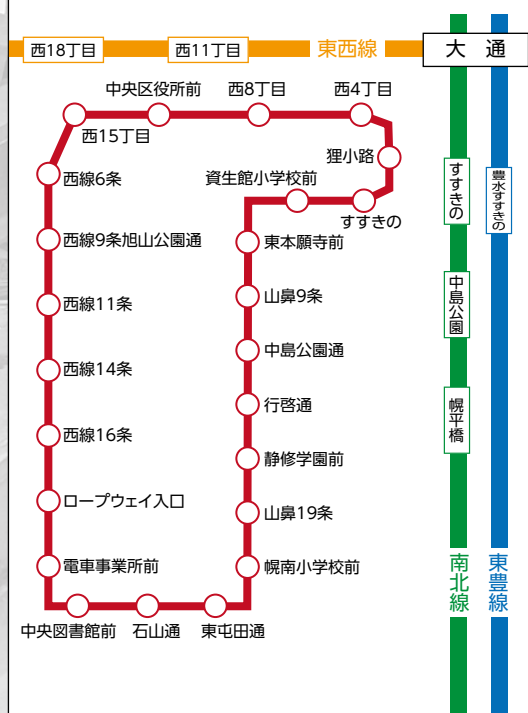 西18丁目
西11丁目
東西線
大通
中央区役所前
西8丁目
西4丁目
西15丁目
狸小路
西線6条
資生館小学校前
すすきの
すすきの
豊水すすきの
西線9条旭山公園通
東本願寺前
西線11条
山鼻9条
中島公園
西線14条
中島公園通
西線16条
行啓通
幌平橋
静修学園前
ロープウェイ入口
山鼻19条
電車事業所前
幌南小学校前
南北線
東豊線
中央図書館前
石山通
東屯田通